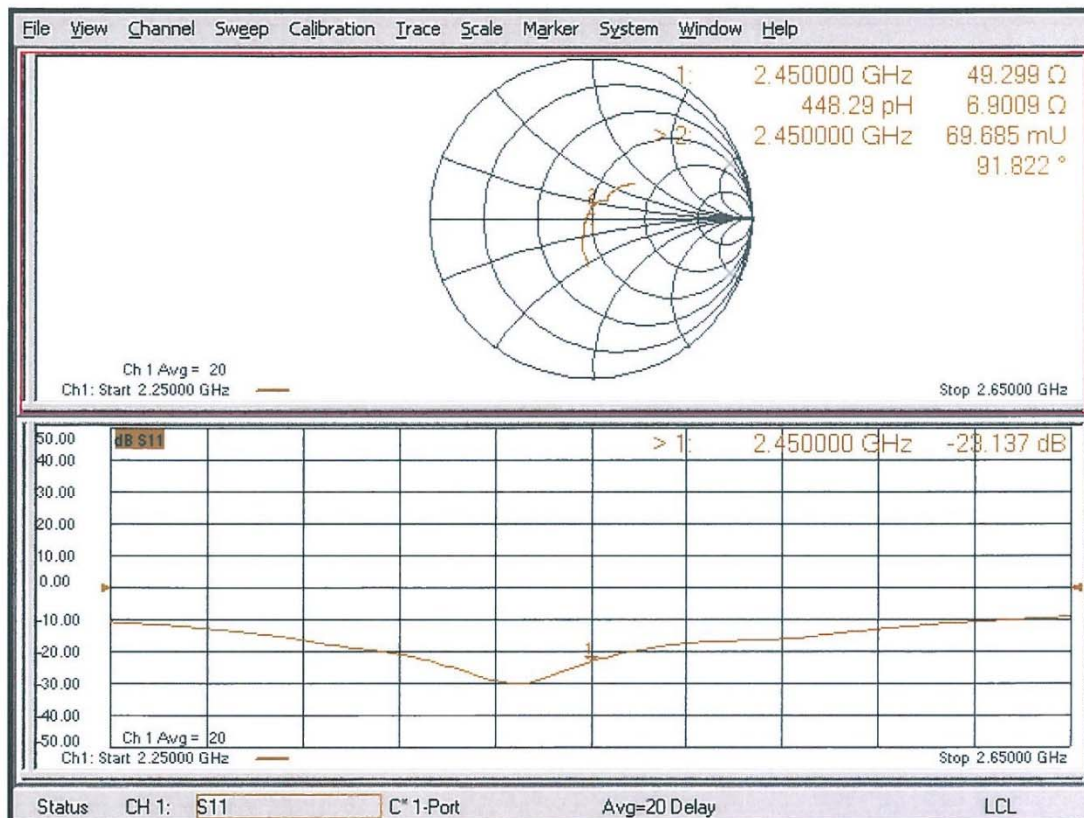 File View Channel Sweep Calibration Trace Scale Marker System Window Help
1: 2.450000 GHz 49.299 Ω
448.29 pH 6.9009 Ω
> 2: 2.450000 GHz 69.685 mU
91.822 °
Ch 1 Avg = 20
Ch1: Start 2.25000 GHz
Stop 2.65000 GHz
50.00
dB S11
> 1: 2.450000 GHz -23.137 dB
40.00
30.00
20.00
10.00
0.00
-10.00
-20.00
1
-30.00
-40.00
-50.00
Ch 1 Avg = 20
Ch1: Start 2.25000 GHz
Stop 2.65000 GHz
Status CH 1: S11 C* 1-Port Avg=20 Delay LCL